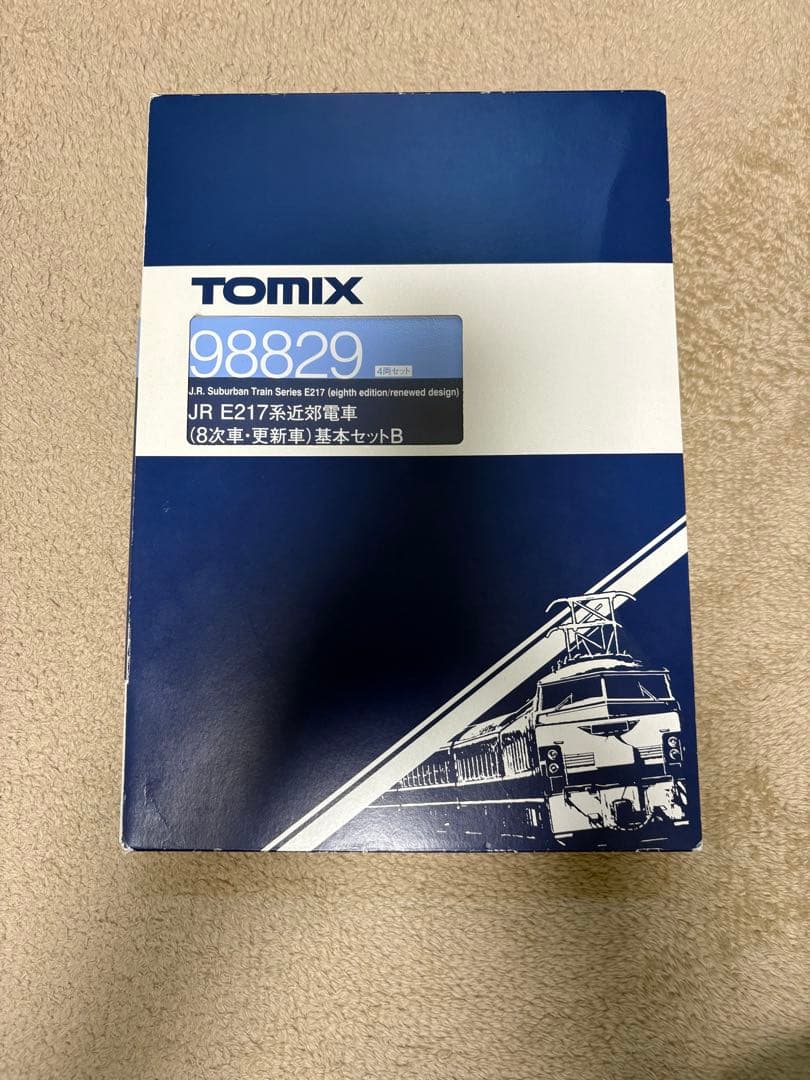 TOMIX
98829 4両セット
J.R. Suburban Train Series E217 (eighth edition/renewed design)
JR E217系近郊電車
(8次車・更新車)基本セットB